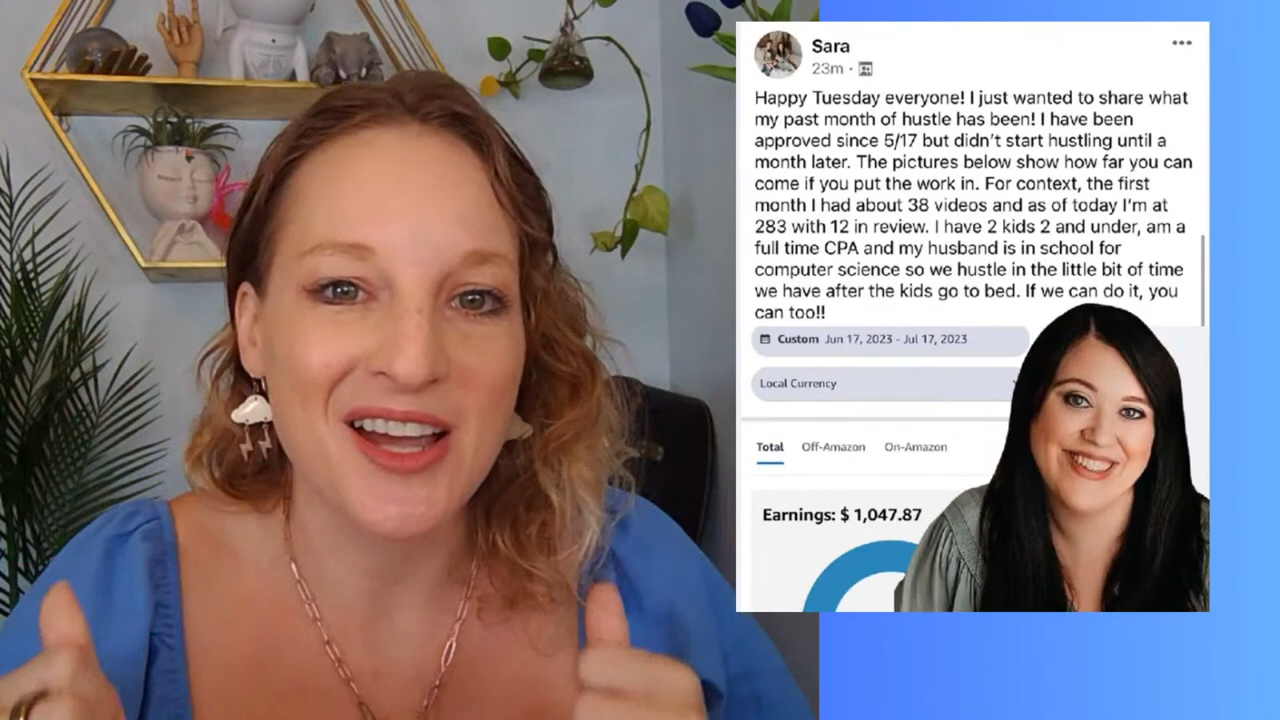 Sara
23m
Happy Tuesday everyone! I just wanted to share what
my past month of hustle has been! I have been
approved since 5/17 but didn't start hustling until a
month later. The pictures below show how far you can
come if you put the work in. For context, the first
month I had about 38 videos and as of today I'm at
283 with 12 in review. I have 2 kids 2 and under, am a
full time CPA and my husband is in school for
computer science so we hustle in the little bit of time
we have after the kids go to bed. If we can do it, you
can too!!
Custom Jun 17, 2023 - Jul 17, 2023
Local Currency
Total Off-Amazon On-Amazon
Earnings: $ 1,047.87